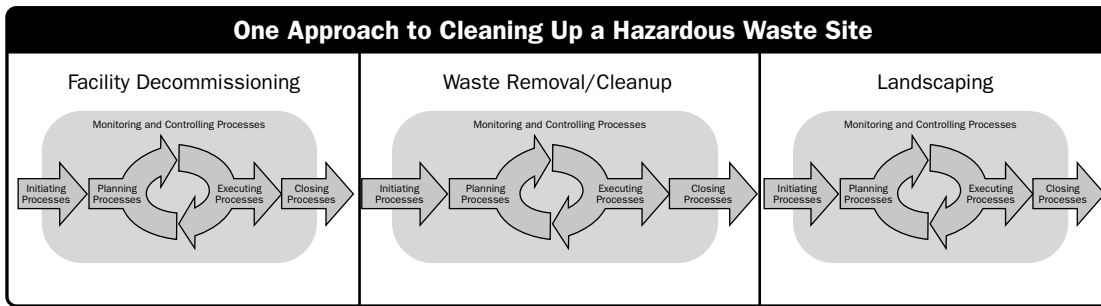 One Approach to Cleaning Up a Hazardous Waste Site
Facility Decommissioning
Monitoring and Controlling Processes
Initiating
Processes
Planning
Processes
Executing
Processes
Closing
Processes
Waste Removal/Cleanup
Monitoring and Controlling Processes
Initiating
Processes
Planning
Processes
Executing
Processes
Closing
Processes
Landscaping
Monitoring and Controlling Processes
Initiating
Processes
Planning
Processes
Executing
Processes
Closing
Processes